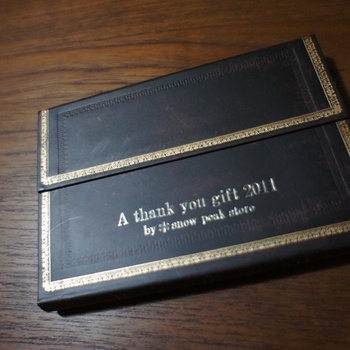 A thank you gift 2011
by snow peak store